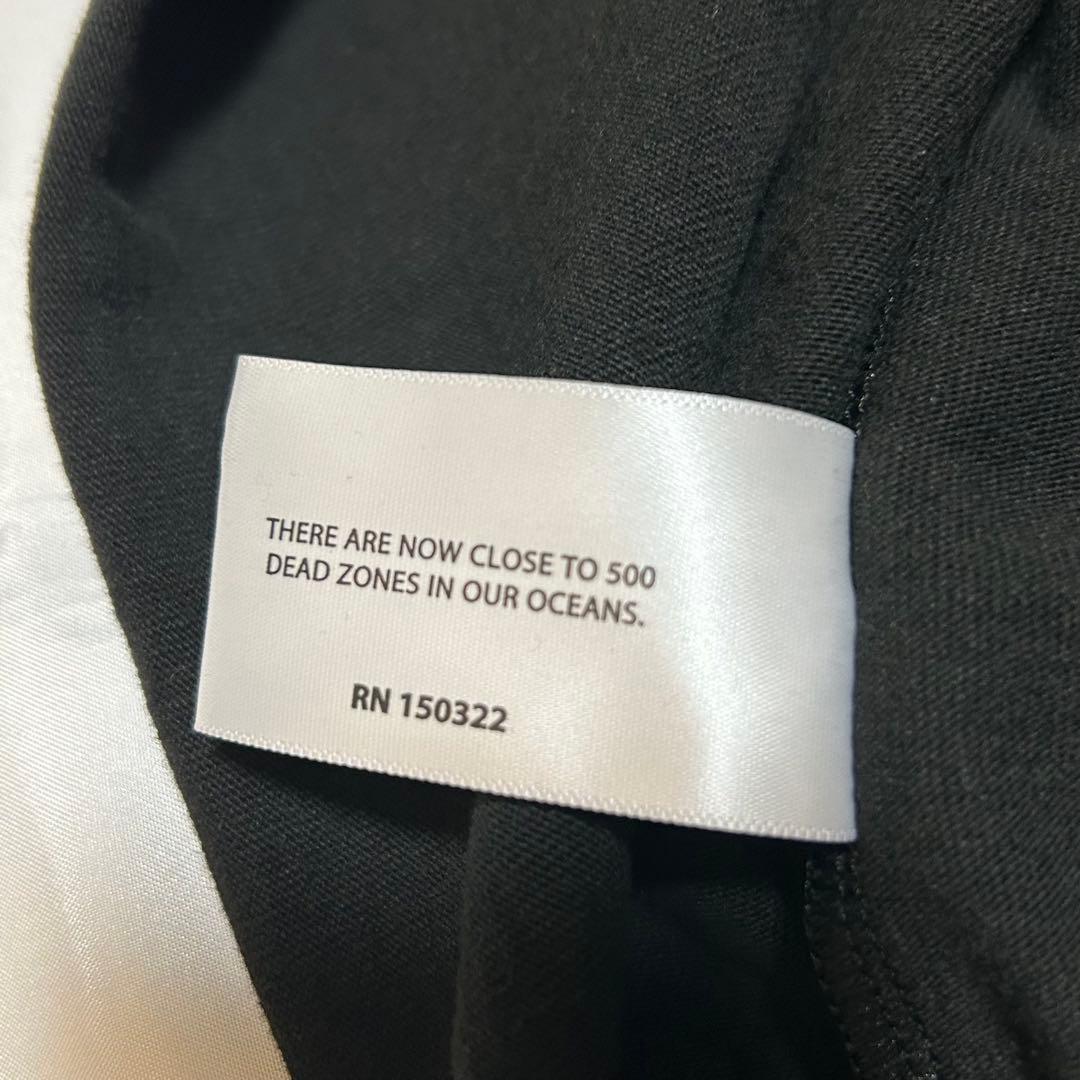 THERE ARE NOW CLOSE TO 500
DEAD ZONES IN OUR OCEANS.
RN 150322